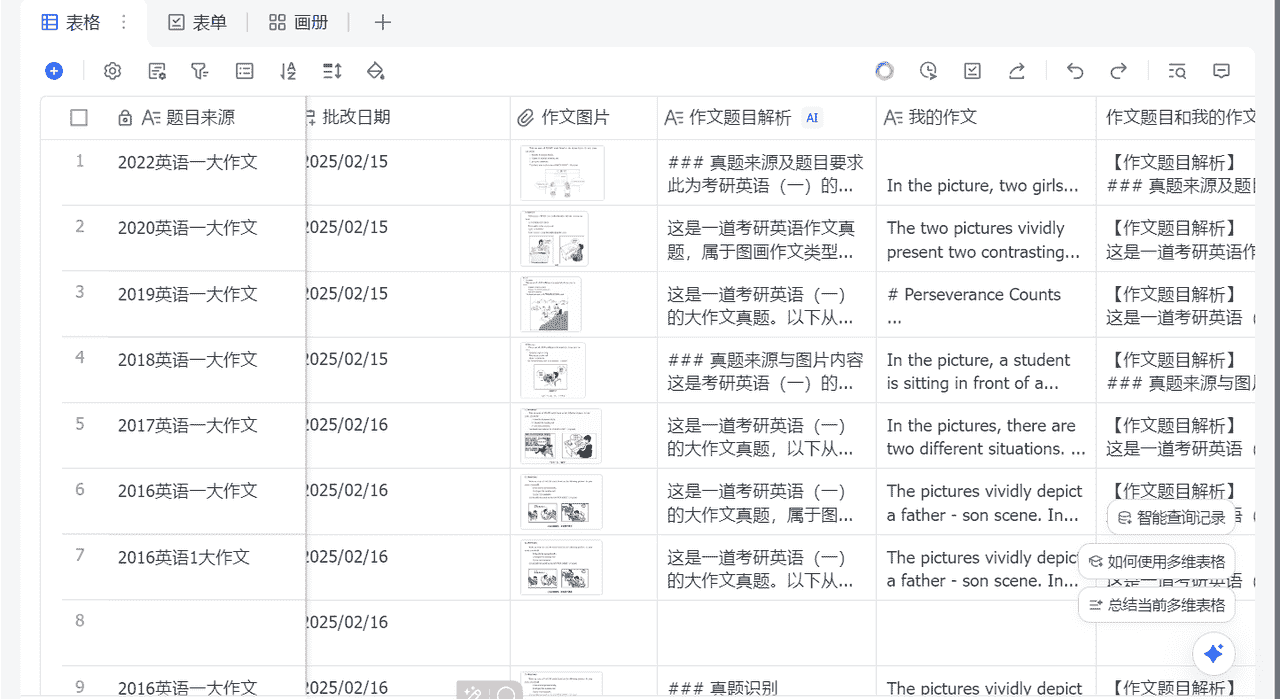 表格
表单
画册
题目来源
批改日期
作文图片
作文题目解析 AI
我的作文
作文题目和我的作文
1
2022英语一大作文
2025/02/15
### 真题来源及题目要求
此为考研英语（一）的...
In the picture, two girls...
【作文题目解析】
### 真题来源及题
2
2020英语一大作文
2025/02/15
这是一道考研英语作文真
题，属于图画作文类型...
The two pictures vividly
present two contrasting...
【作文题目解析】
这是一道考研英语作
3
2019英语一大作文
2025/02/15
这是一道考研英语（一）
的大作文真题。以下从...
# Perseverance Counts
...
【作文题目解析】
这是一道考研英语（
4
2018英语一大作文
2025/02/15
### 真题来源与图片内容
这是考研英语（一）的...
In the picture, a student
is sitting in front of a...
【作文题目解析】
### 真题来源与图
5
2017英语一大作文
2025/02/16
这是一道考研英语（一）
的大作文真题，以下从...
In the pictures, there are
two different situations. ...
【作文题目解析】
这是一道考研英语（
6
2016英语一大作文
2025/02/16
这是一道考研英语（一）
的大作文真题，属于图...
The pictures vividly depict
a father - son scene. In...
【作文题目解析】
智能查询记录
7
2016英语1大作文
2025/02/16
这是一道考研英语（一）
的大作文真题。以下从...
The pictures vividly depic
a father - son scene. In...
如何使用多维表格
总结当前多维表格
8
2025/02/16
9
2016英语一大作文
2025/02/16
The pictures vividly depict
【作文题目解析】